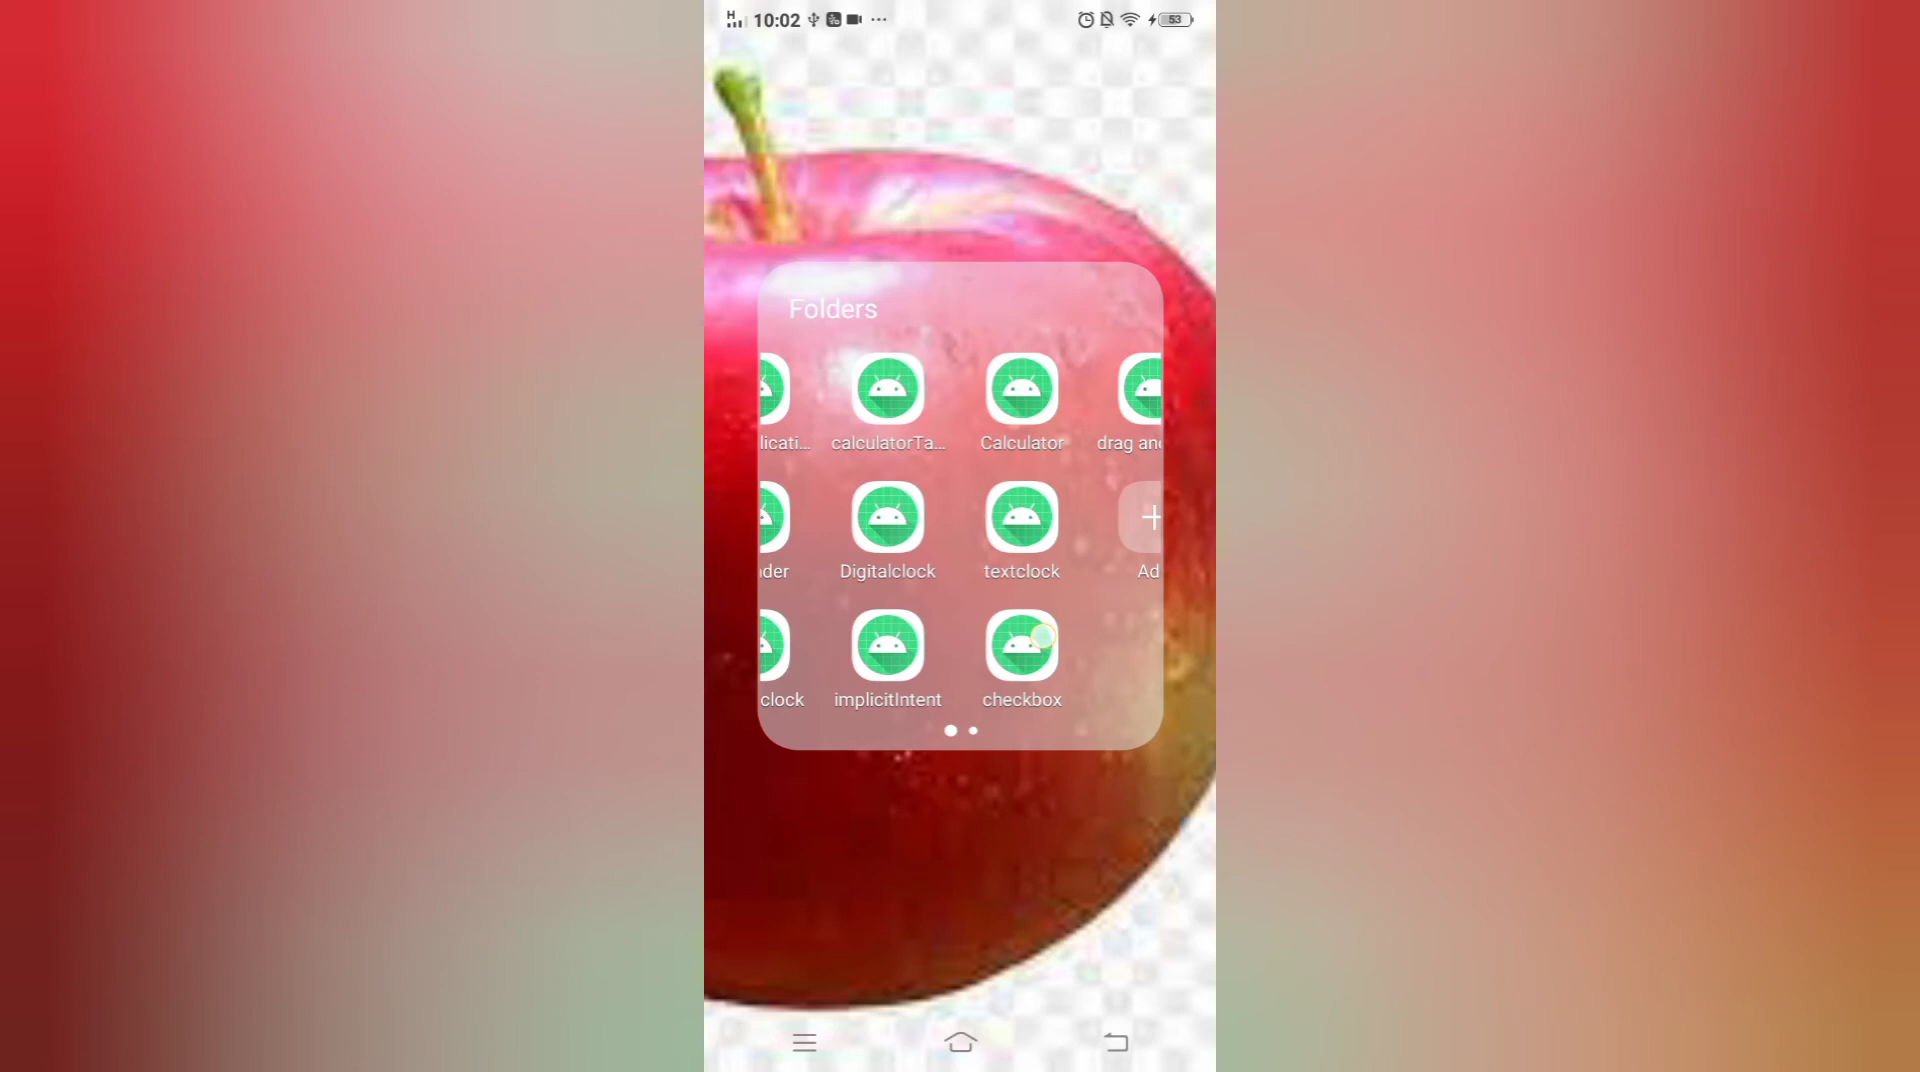 H 10:02 ... 53
Folders
licati... calculatorTa... Calculator drag an
der Digitalclock textclock Ad
clock implicitIntent checkbox